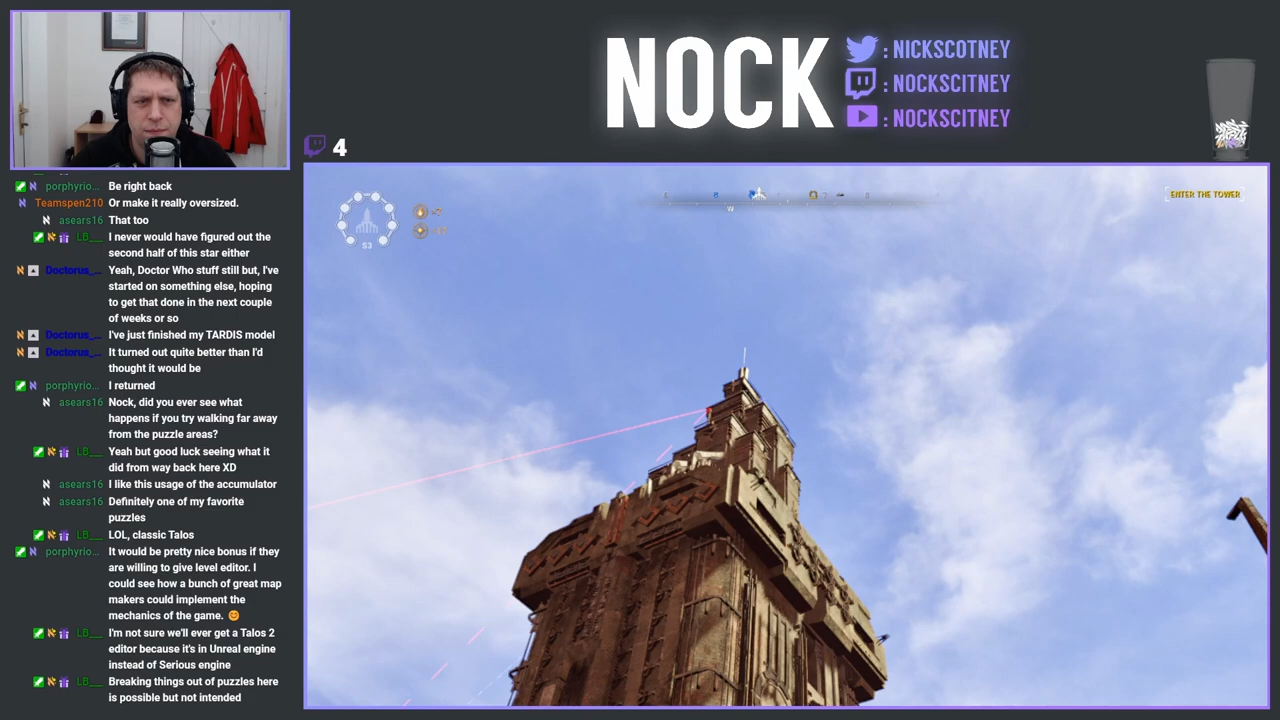 NOCK
: NICKSCOTNEY
: NOCKSCITNEY
: NOCKSCITNEY
4
porphyrio... Be right back
Teamspen210 Or make it really oversized.
asears16 That too
LB__ I never would have figured out the
second half of this star either
Doctorus_... Yeah, Doctor Who stuff still but, I've
started on something else, hoping
to get that done in the next couple
of weeks or so
Doctorus_... I've just finished my TARDIS model
Doctorus_... It turned out quite better than I'd
thought it would be
porphyrio... I returned
asears16 Nock, did you ever see what
happens if you try walking far away
from the puzzle areas?
LB__ Yeah but good luck seeing what it
did from way back here XD
asears16 I like this usage of the accumulator
asears16 Definitely one of my favorite
puzzles
LB__ LOL, classic Talos
porphyrio... It would be pretty nice bonus if they
are willing to give level editor. I
could see how a bunch of great map
makers could implement the
mechanics of the game. 😊
LB__ I'm not sure we'll ever get a Talos 2
editor because it's in Unreal engine
instead of Serious engine
LB__ Breaking things out of puzzles here
is possible but not intended
S3
W
ENTER THE TOWER